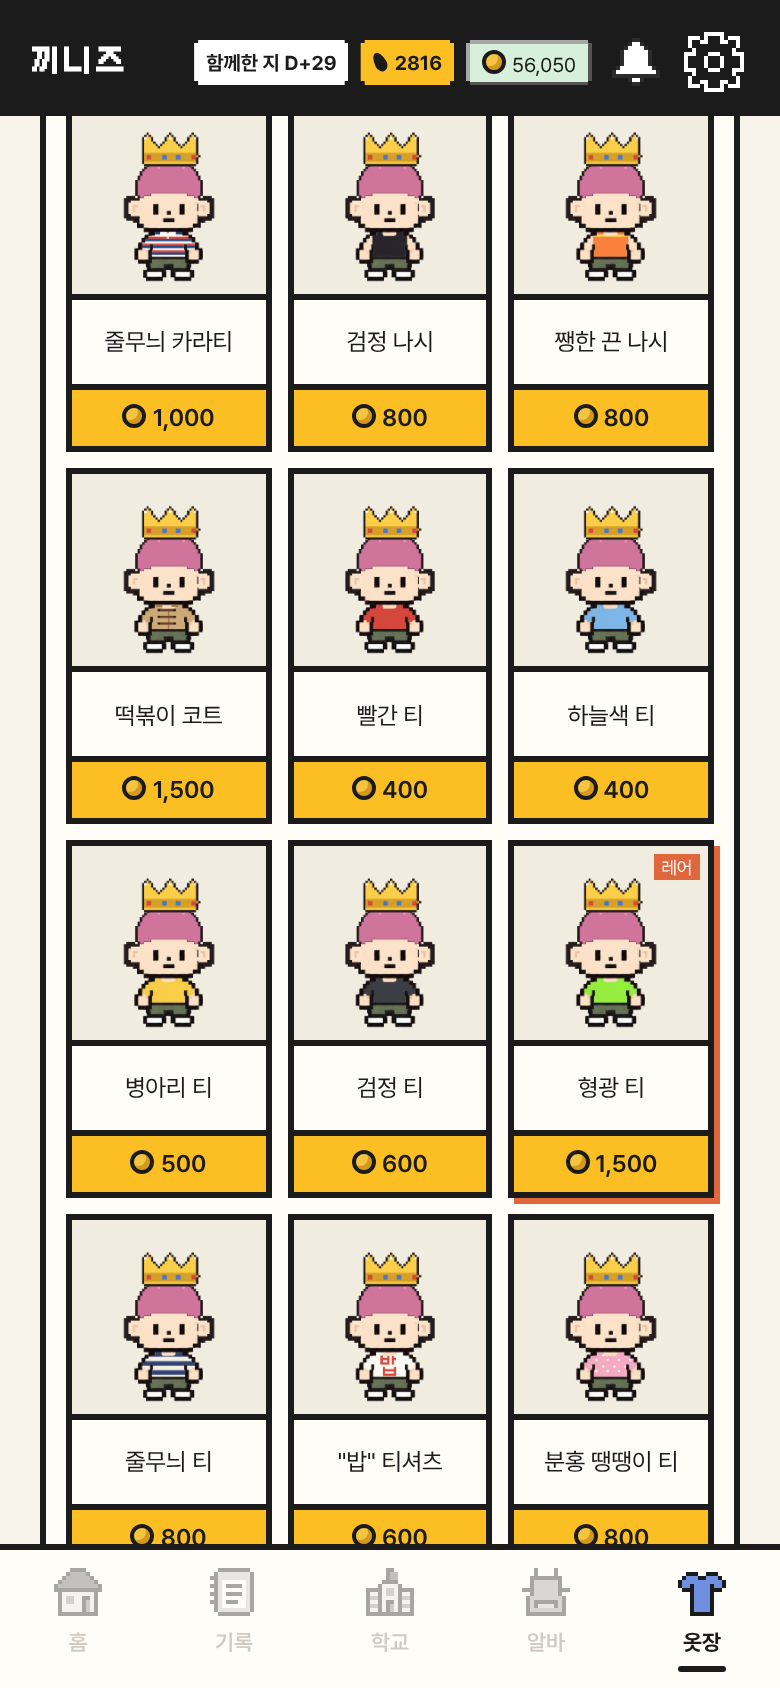 끼니즈
함께한 지 D+29
2816
56,050
줄무늬 카라티
검정 나시
쨍한 끈 나시
1,000
800
800
떡볶이 코트
빨간 티
하늘색 티
1,500
400
400
레어
병아리 티
검정 티
형광 티
500
600
1,500
밥
줄무늬 티
"밥" 티셔츠
분홍 땡땡이 티
800
600
800
홈
기록
학교
알바
옷장